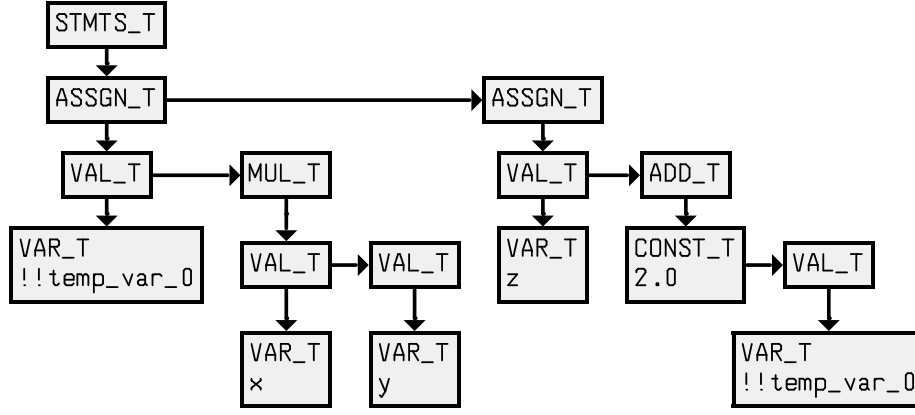 STMTS_T
ASSGN_T
ASSGN_T
VAL_T
MUL_T
VAL_T
ADD_T
VAR_T
!!temp_var_0
VAL_T
VAL_T
VAR_T
z
CONST_T
2.0
VAL_T
VAR_T
x
VAR_T
y
VAR_T
!!temp_var_0